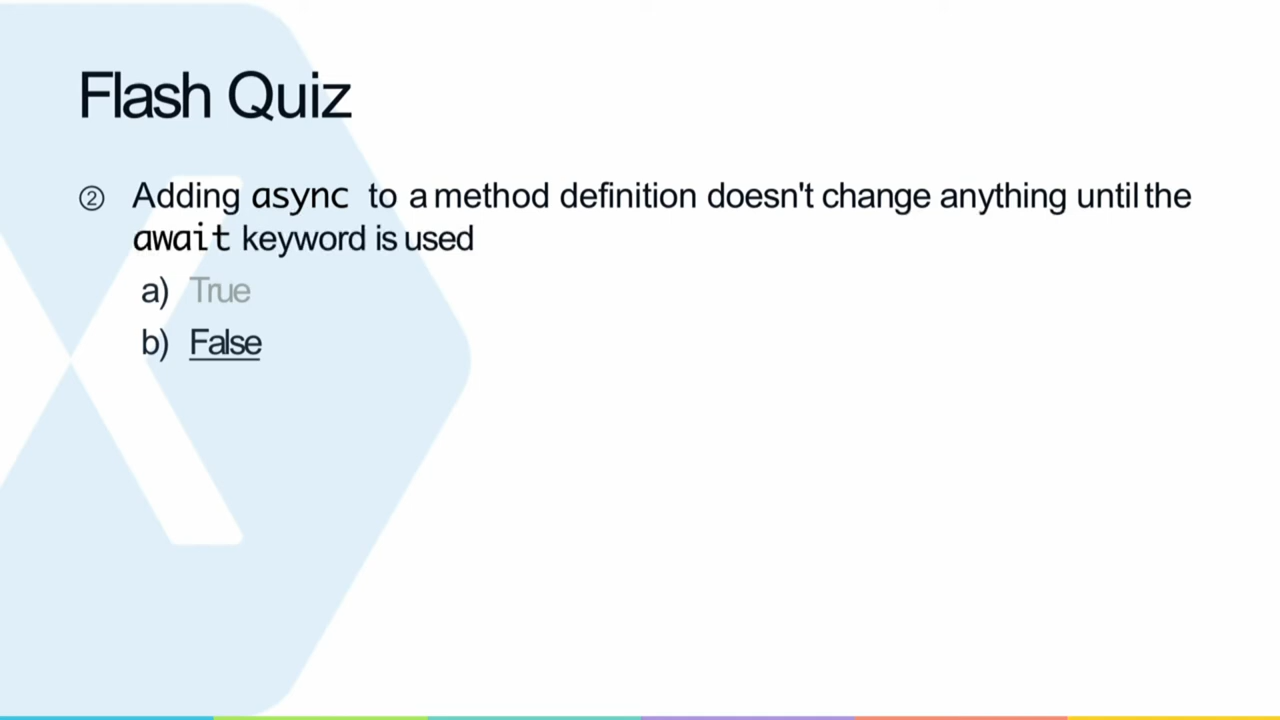 Flash Quiz
② Adding async to a method definition doesn't change anything until the
await keyword is used
a) True
b) False